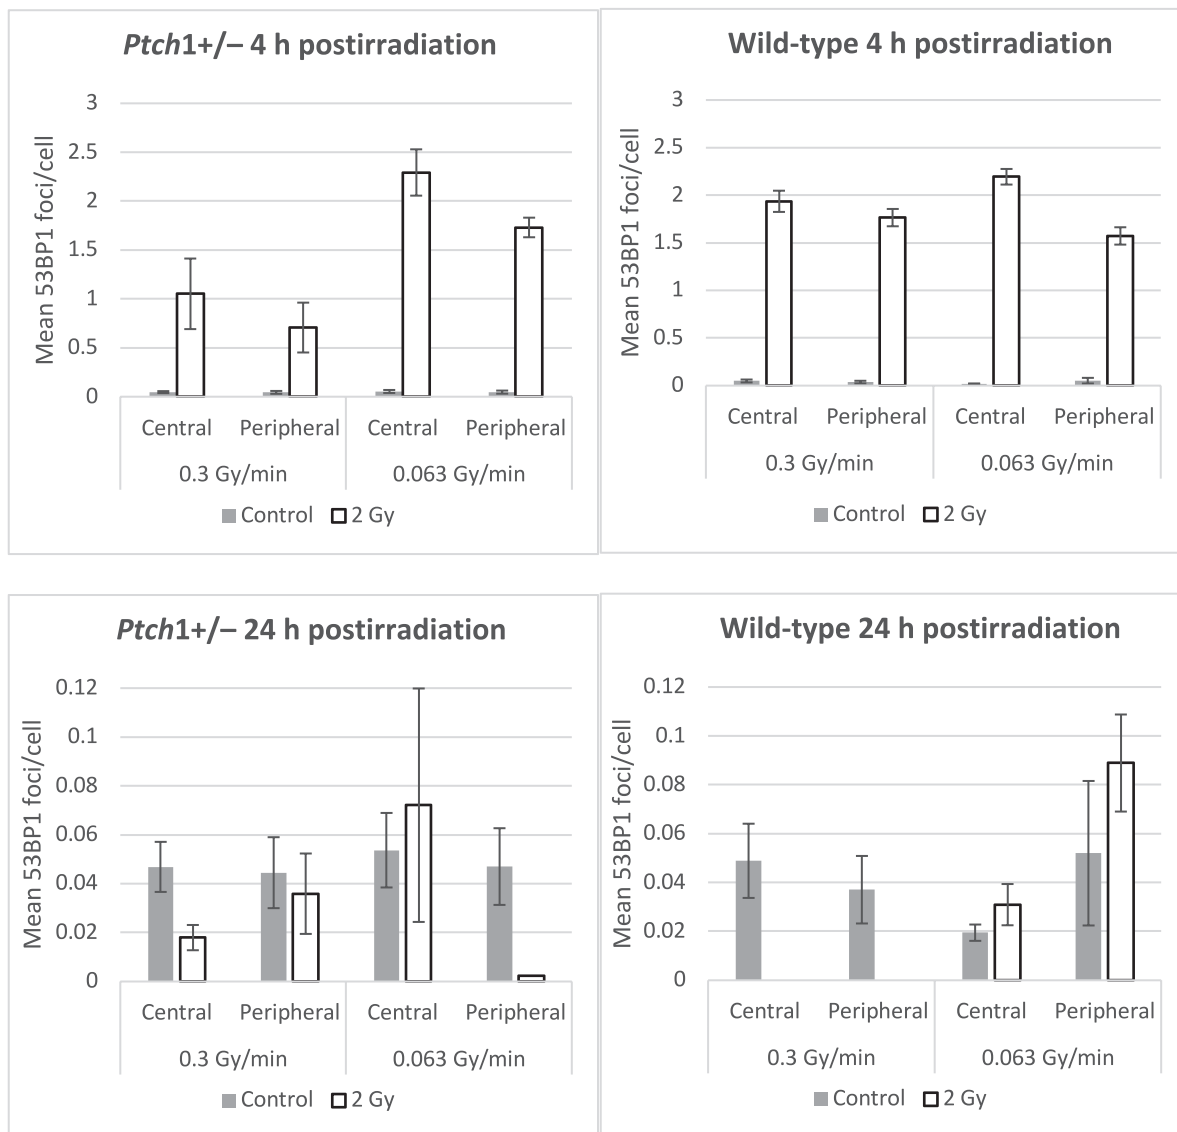 Ptch1+/– 4 h postirradiation
Mean 53BP1 foci/cell
3
2.5
2
1.5
1
0.5
0
Central Peripheral Central Peripheral
0.3 Gy/min 0.063 Gy/min
Control 2 Gy
Wild-type 4 h postirradiation
Mean 53BP1 foci/cell
3
2.5
2
1.5
1
0.5
0
Central Peripheral Central Peripheral
0.3 Gy/min 0.063 Gy/min
Control 2 Gy
Ptch1+/– 24 h postirradiation
Mean 53BP1 foci/cell
0.12
0.1
0.08
0.06
0.04
0.02
0
Central Peripheral Central Peripheral
0.3 Gy/min 0.063 Gy/min
Control 2 Gy
Wild-type 24 h postirradiation
Mean 53BP1 foci/cell
0.12
0.1
0.08
0.06
0.04
0.02
0
Central Peripheral Central Peripheral
0.3 Gy/min 0.063 Gy/min
Control 2 Gy